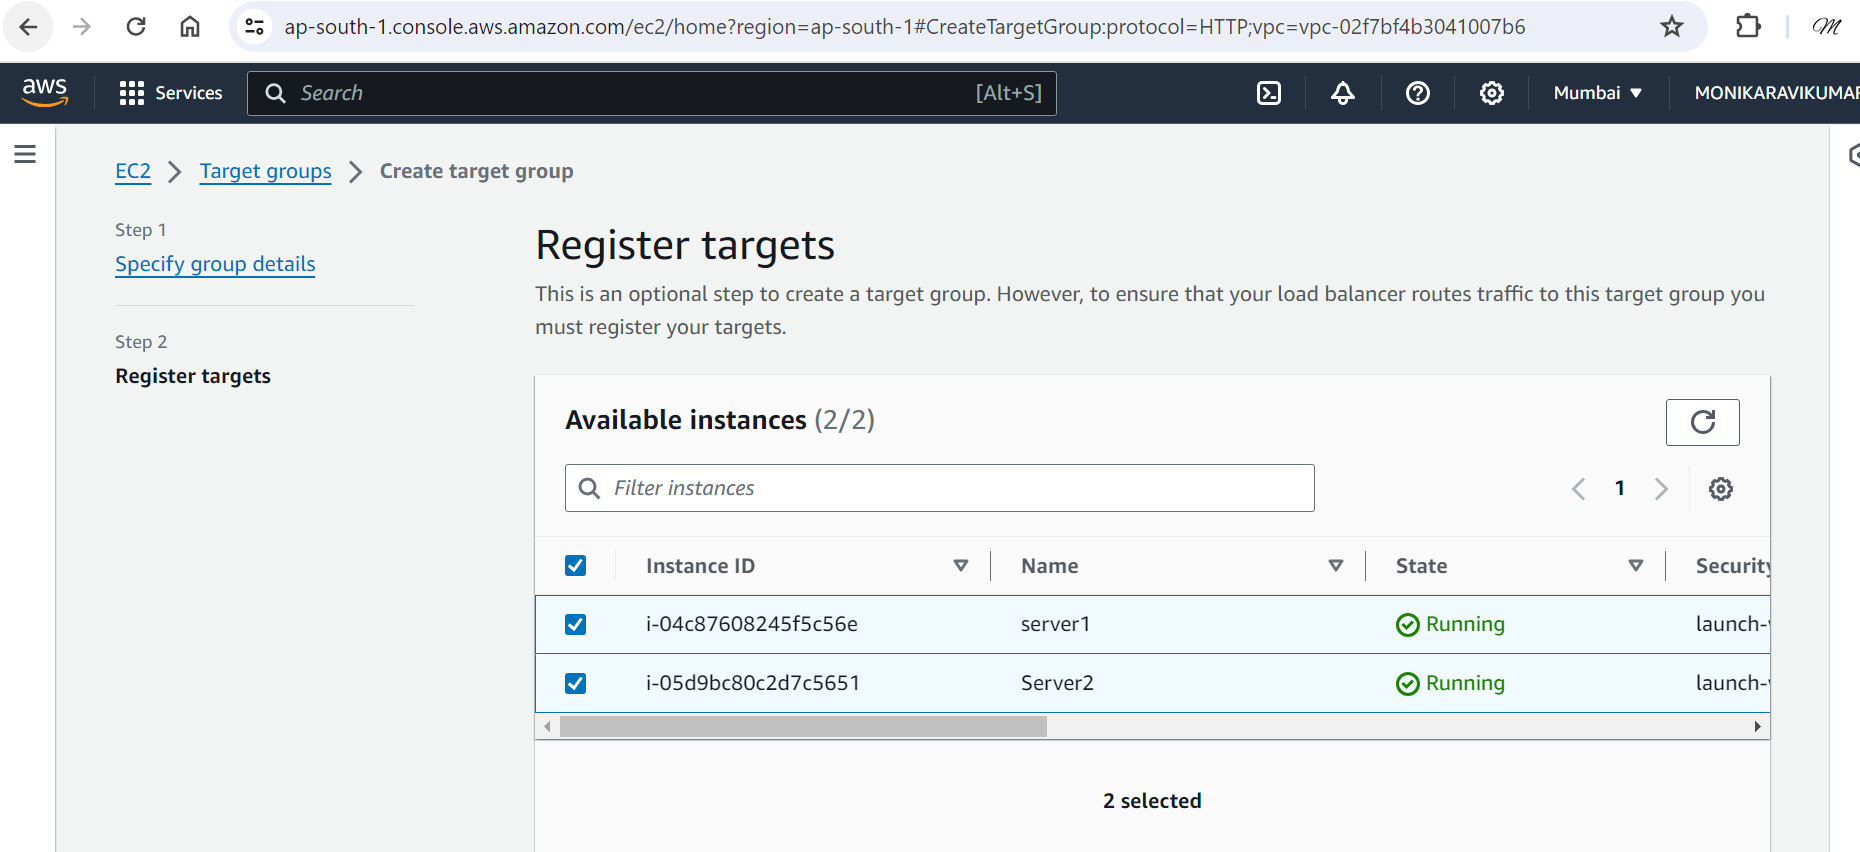 ap-south-1.console.aws.amazon.com/ec2/home?region=ap-south-1#CreateTargetGroup:protocol=HTTP;vpc=vpc-02f7bf4b3041007b6
aws Services Search [Alt+S] Mumbai MONIKARAVIKUMAR
EC2 Target groups Create target group
Step 1
Specify group details
Step 2
Register targets
Register targets
This is an optional step to create a target group. However, to ensure that your load balancer routes traffic to this target group you
must register your targets.
Available instances (2/2)
Filter instances
1
Instance ID Name State Security
i-04c87608245f5c56e server1 Running launch-
i-05d9bc80c2d7c5651 Server2 Running launch-
2 selected